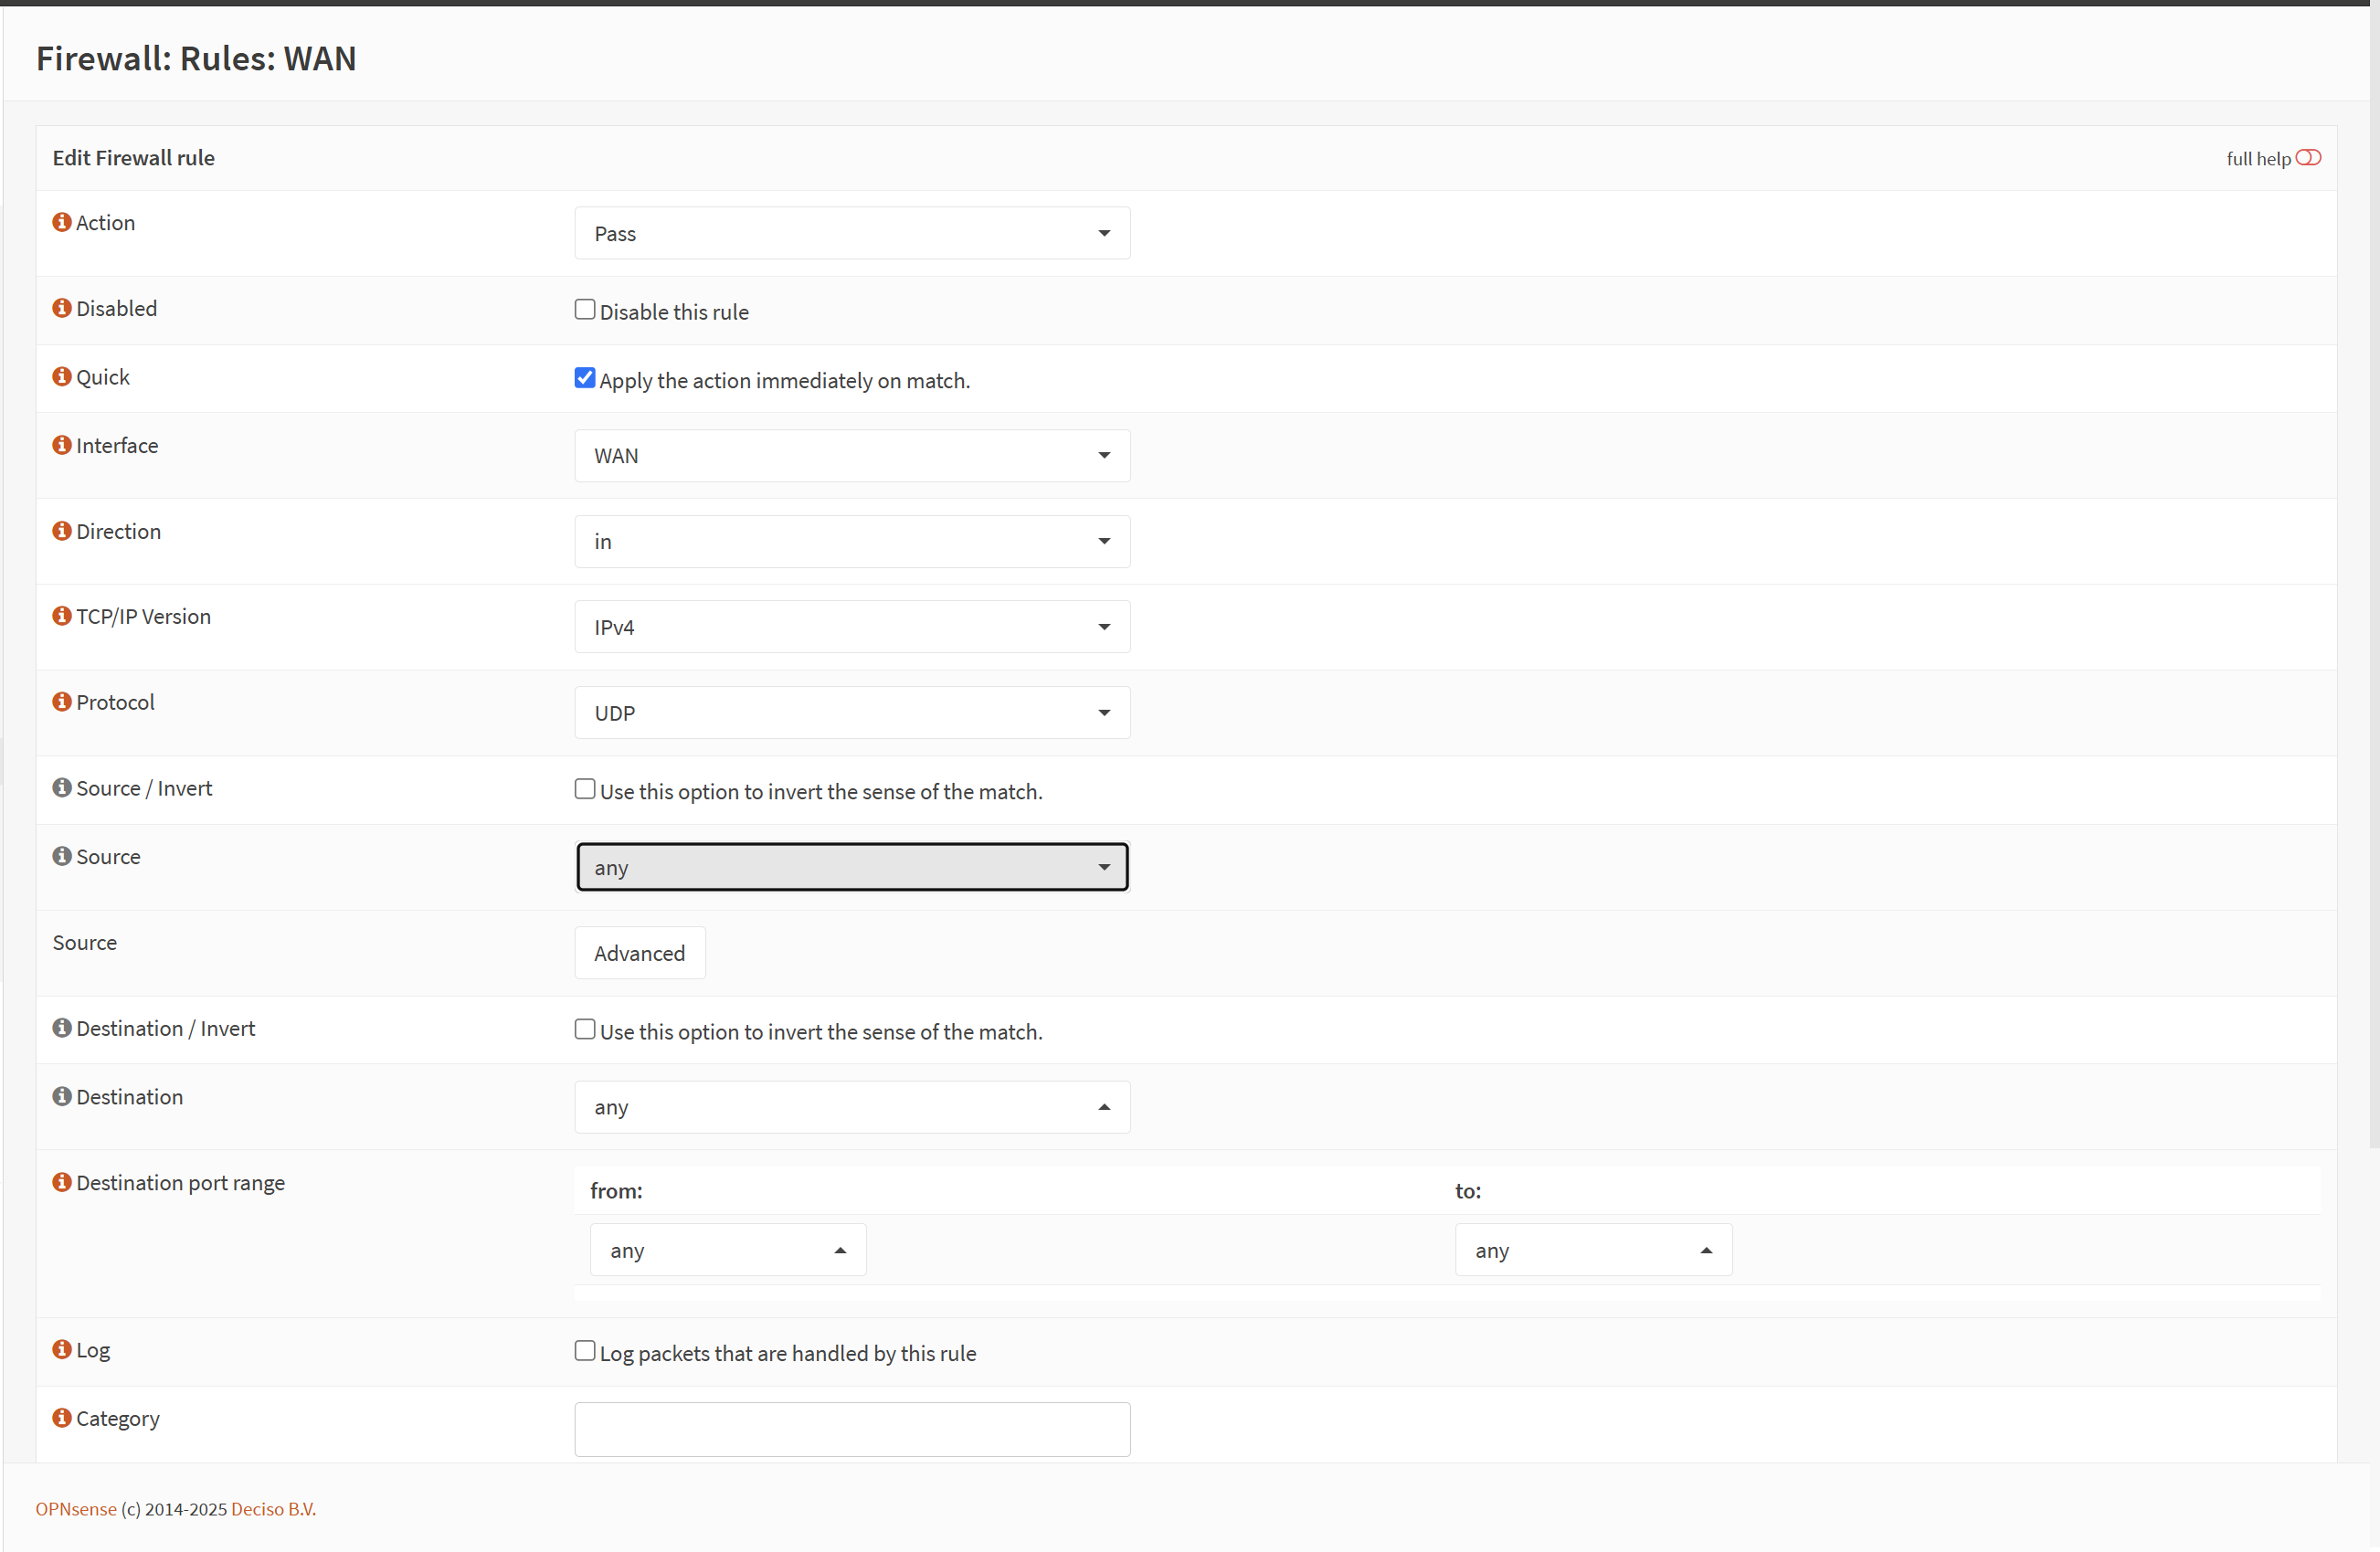 Firewall: Rules: WAN
Edit Firewall rule
full help
Action
Pass
Disabled
Disable this rule
Quick
Apply the action immediately on match.
Interface
WAN
Direction
in
TCP/IP Version
IPv4
Protocol
UDP
Source / Invert
Use this option to invert the sense of the match.
Source
any
Source
Advanced
Destination / Invert
Use this option to invert the sense of the match.
Destination
any
Destination port range
from:
to:
any
any
Log
Log packets that are handled by this rule
Category
OPNsense (c) 2014-2025 Deciso B.V.